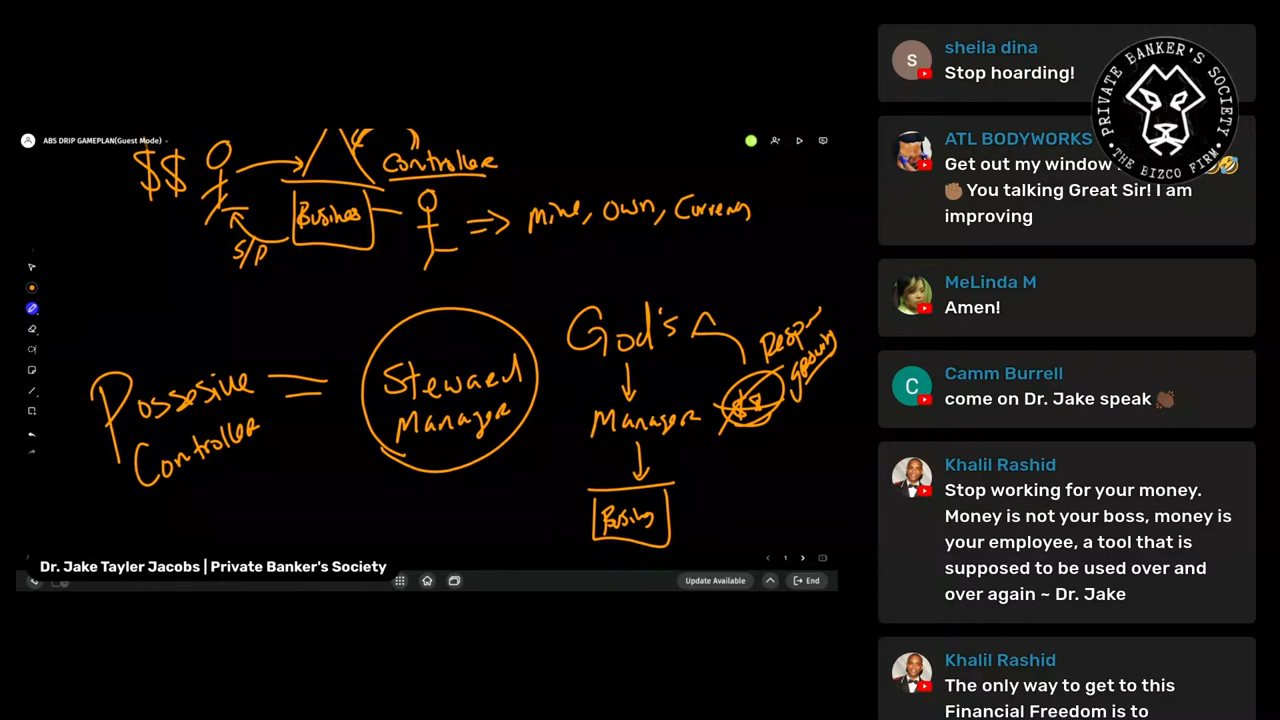 ABS DRIP GAMEPLAN(Guest Mode)
$$
Controller
Business
S/P
Mine, Own, Currency
Possesive = Steward
Controller
Manager
God's
Respn
growing
Manager
$$
Busines
Dr. Jake Tayler Jacobs | Private Banker's Society
1
Update Available
End
sheila dina
Stop hoarding!
PRIVATE BANKER'S SOCIETY
THE BIZCO FIRM
ATL BODYWORKS
Get out my window 🤣
✊🏾You talking Great Sir! I am
improving
MeLinda M
Amen!
Camm Burrell
come on Dr. Jake speak 👏🏾
Khalil Rashid
Stop working for your money.
Money is not your boss, money is
your employee, a tool that is
supposed to be used over and
over again ~ Dr. Jake
Khalil Rashid
The only way to get to this
Financial Freedom is to
S
C